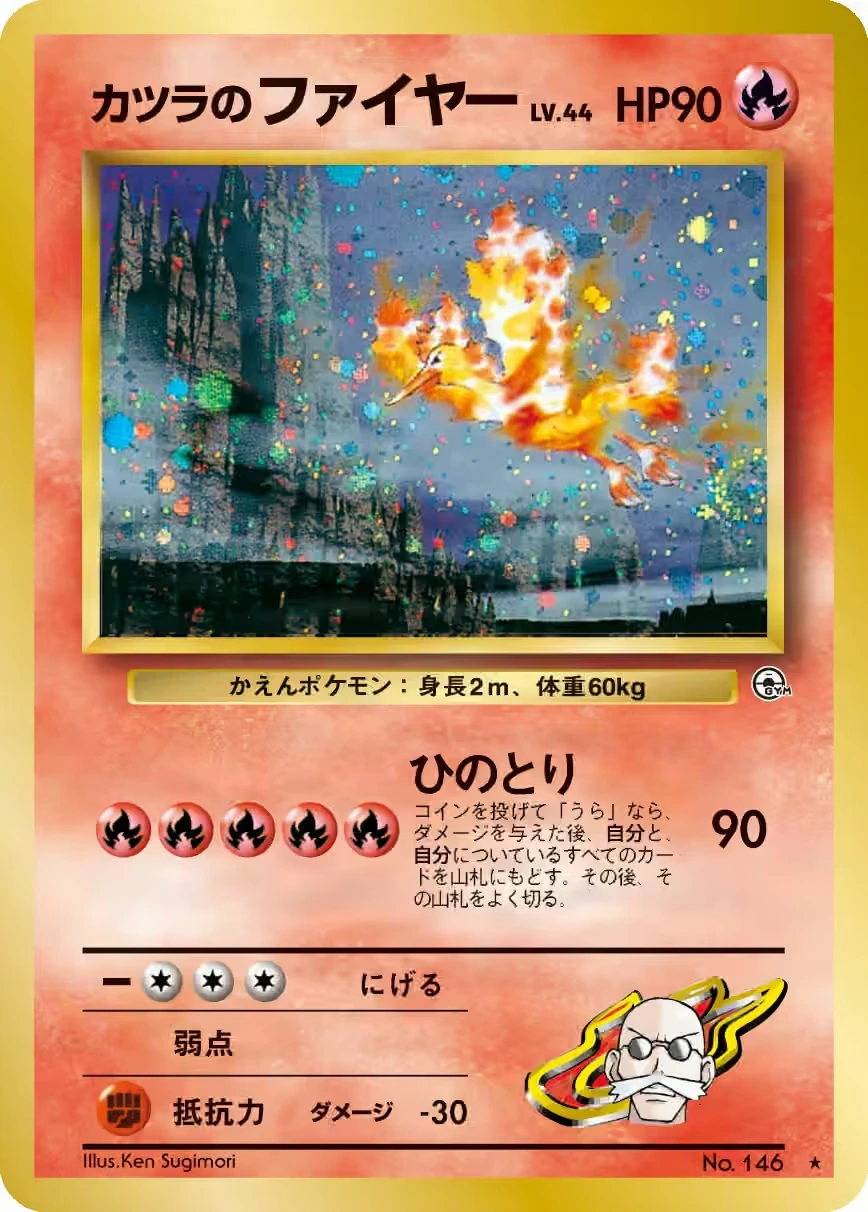 カツラのファイヤー LV.44 HP90
かえんポケモン：身長2m、体重60kg
GYM
ひのとり
コインを投げて「うら」なら、
ダメージを与えた後、自分と、
自分についているすべてのカー
ドを山札にもどす。その後、そ
の山札をよく切る。
90
にげる
弱点
抵抗力 ダメージ -30
Illus.Ken Sugimori
No. 146 ★